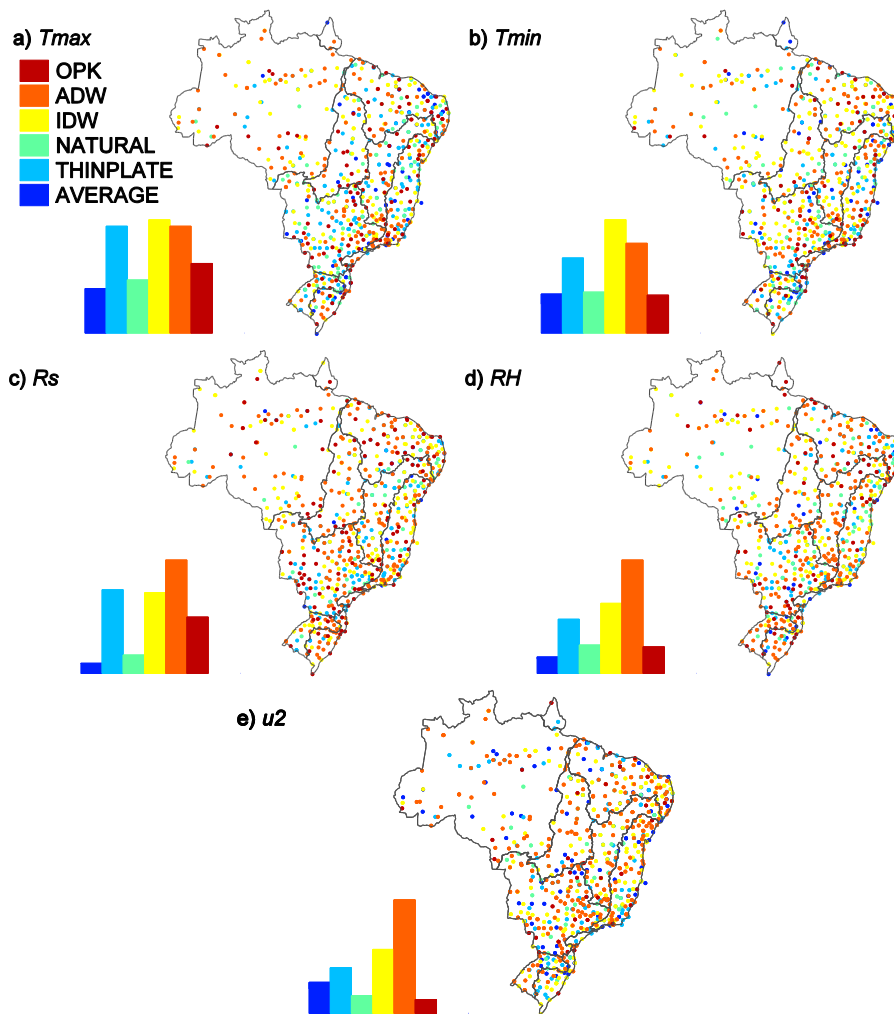 a) Tmax
b) Tmin
OPK
ADW
IDW
NATURAL
THINPLATE
AVERAGE
c) Rs
d) RH
e) u2